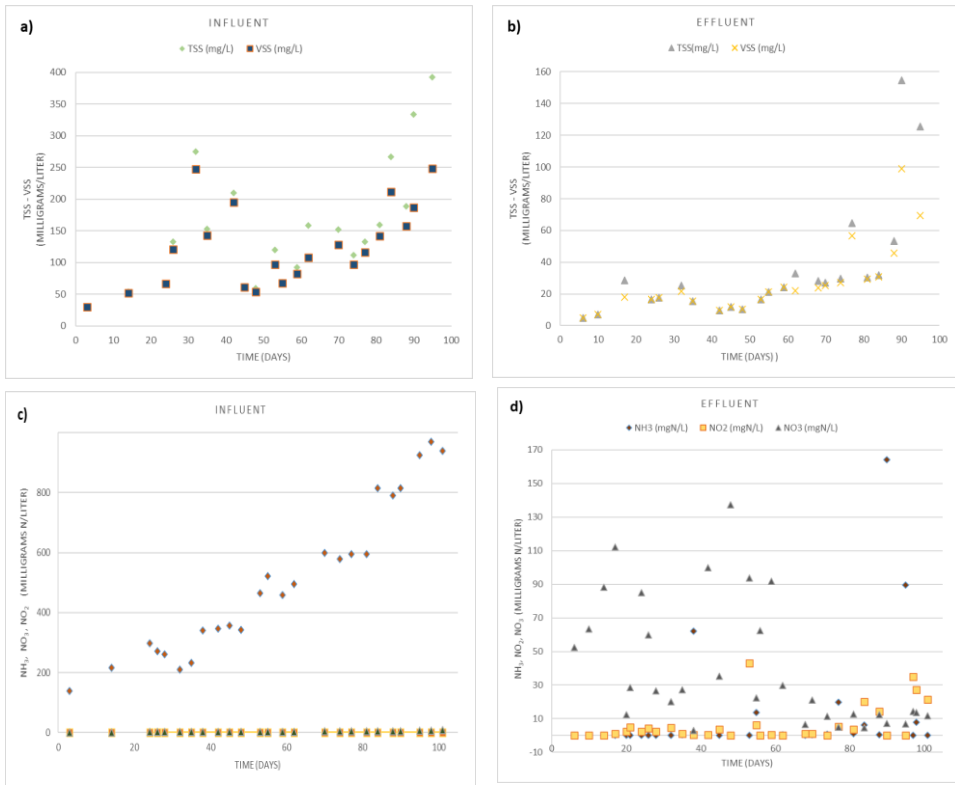 a)
INFLUENT
TSS (mg/L) VSS (mg/L)
TSS - VSS
(MILLIGRAMS/LITER)
400
350
300
250
200
150
100
50
0
0 10 20 30 40 50 60 70 80 90 100
TIME (DAYS)
b)
EFFLUENT
TSS(mg/L) VSS (mg/L)
TSS - VSS
(MILLIGRAMS/LITER)
160
140
120
100
80
60
40
20
0
0 10 20 30 40 50 60 70 80 90 100
TIME (DAYS) )
c)
INFLUENT
NH3, NO3, NO2 (MILLIGRAMS N/LITER)
800
600
400
200
0
0 20 40 60 80 100
TIME (DAYS)
d)
EFFLUENT
NH3 (mgN/L) NO2 (mgN/L) NO3 (mgN/L)
NH3, NO2, NO3 (MILLIGRAMS N/LITER)
170
150
130
110
90
70
50
30
10
-10
20 40 60 80 100
TIME (DAYS)